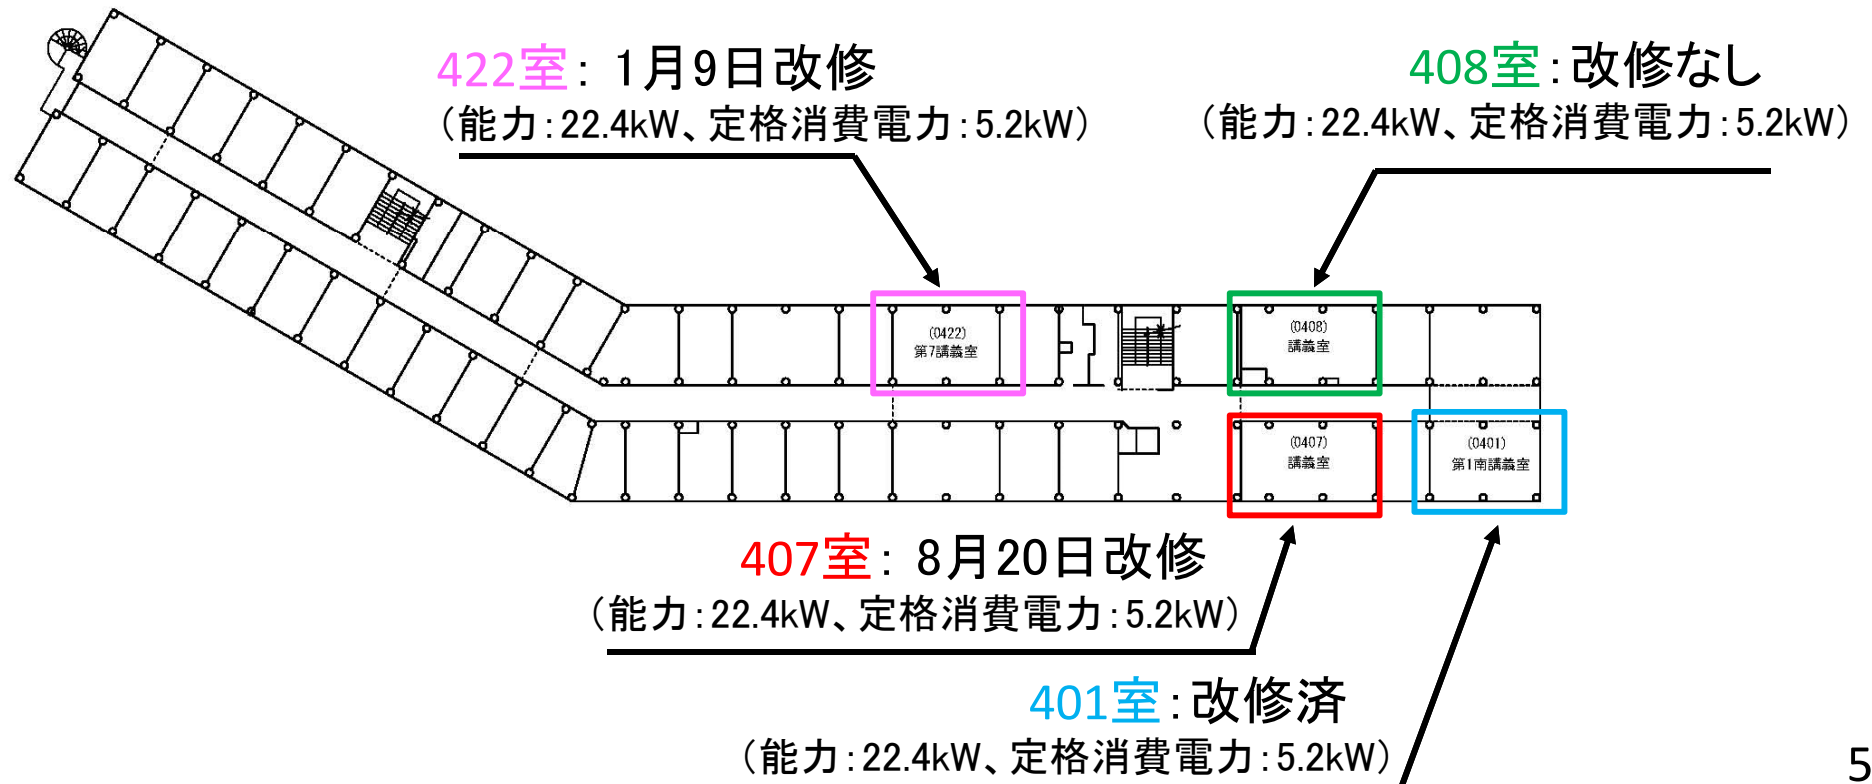 422室：1月9日改修
（能力：22.4kW、定格消費電力：5.2kW）
408室：改修なし
（能力：22.4kW、定格消費電力：5.2kW）
(0422)
第7講義室
(0408)
講義室
(0407)
講義室
(0401)
第1南講義室
407室：8月20日改修
（能力：22.4kW、定格消費電力：5.2kW）
401室：改修済
（能力：22.4kW、定格消費電力：5.2kW）
5